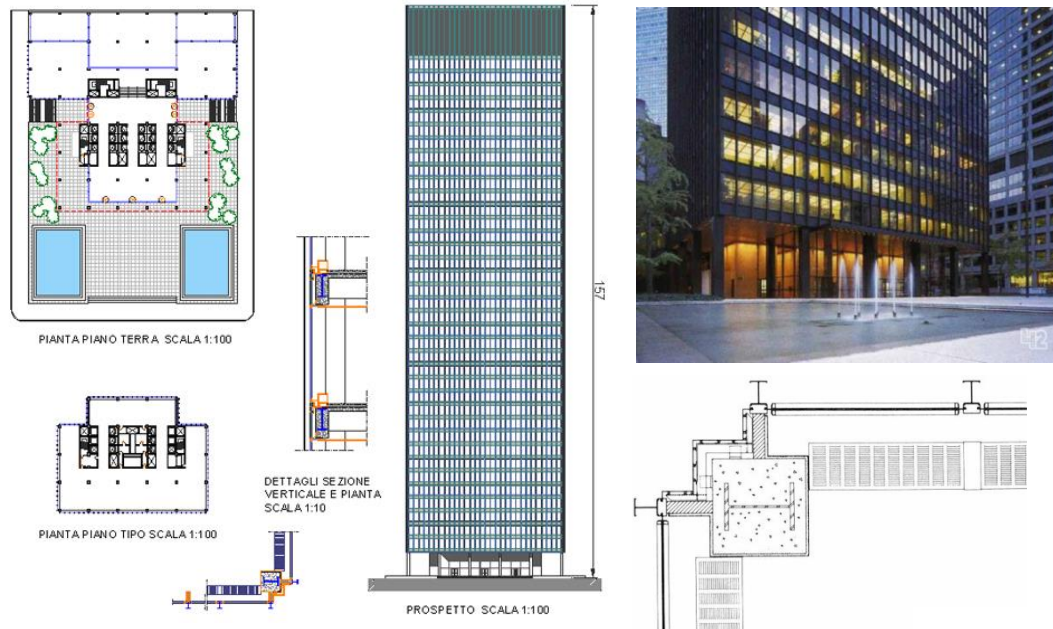 PIANTA PIANO TERRA SCALA 1:100
PIANTA PIANO TIPO SCALA 1:100
DETTAGLI SEZIONE
VERTICALE E PIANTA
SCALA 1:10
157
PROSPETTO SCALA 1:100